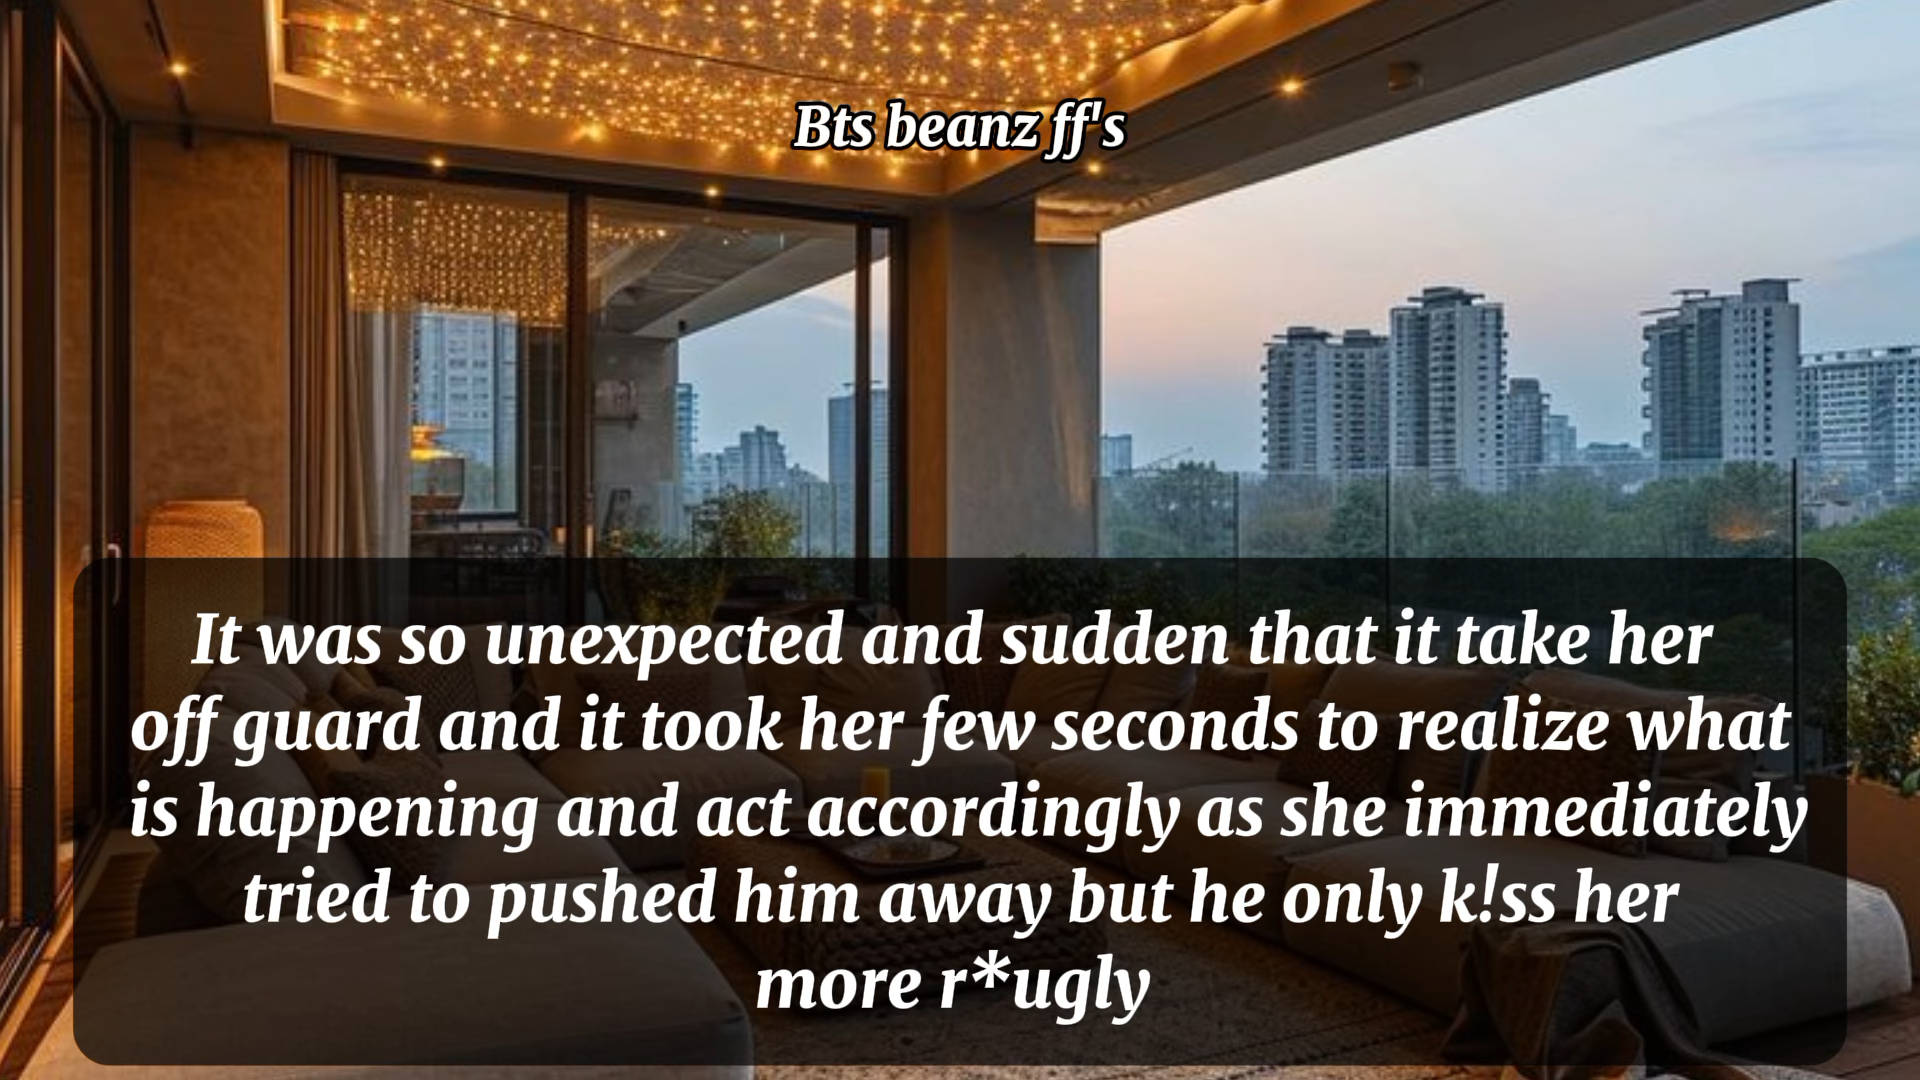 Bts beanz ff's
It was so unexpected and sudden that it take her
off guard and it took her few seconds to realize what
is happening and act accordingly as she immediately
tried to pushed him away but he only k!ss her
more r*ugly